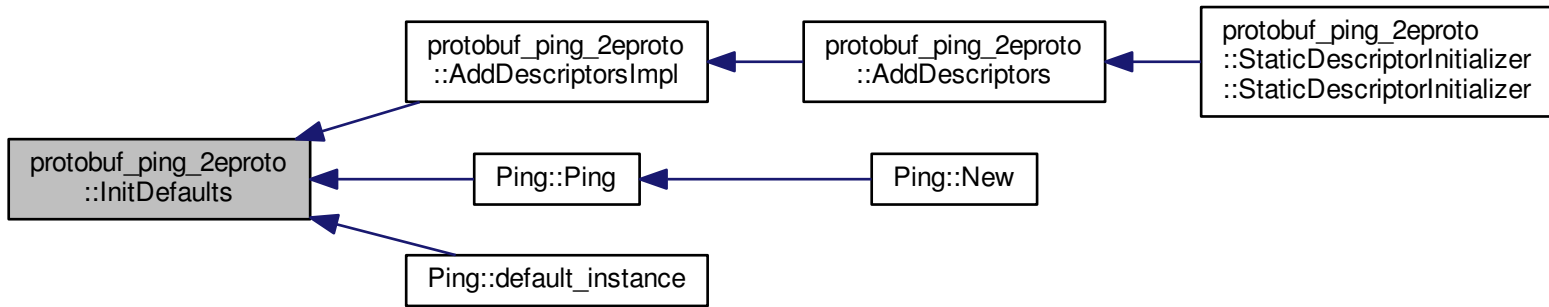 protobuf_ping_2eproto
::InitDefaults
protobuf_ping_2eproto
::AddDescriptorsImpl
protobuf_ping_2eproto
::AddDescriptors
protobuf_ping_2eproto
::StaticDescriptorInitializer
::StaticDescriptorInitializer
Ping::Ping
Ping::New
Ping::default_instance